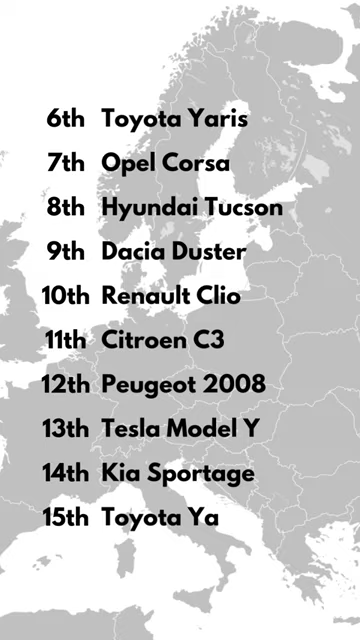 6th Toyota Yaris
7th Opel Corsa
8th Hyundai Tucson
9th Dacia Duster
10th Renault Clio
11th Citroen C3
12th Peugeot 2008
13th Tesla Model Y
14th Kia Sportage
15th Toyota Ya